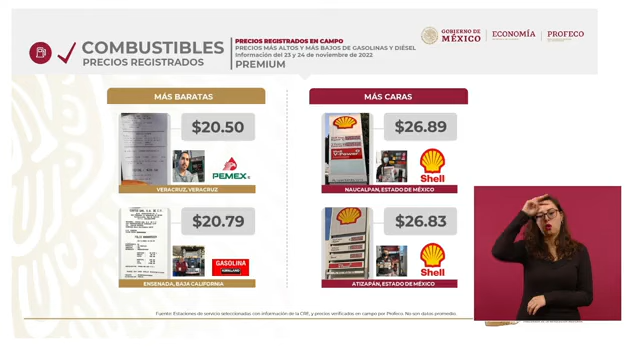 COMBUSTIBLES
PRECIOS REGISTRADOS
PRECIOS REGISTRADOS EN CAMPO
PRECIOS MÁS ALTOS Y MÁS BAJOS DE GASOLINAS Y DIÉSEL
Información del 23 y 24 de noviembre de 2022
PREMIUM
GOBIERNO DE
MÉXICO
ECONOMÍA
PROFECO
MÁS BARATAS
MÁS CARAS
$20.50
PEMEX
VERACRUZ, VERACRUZ
$26.89
V-Power
Shell
NAUCALPAN, ESTADO DE MÉXICO
$20.79
GASOLINA
KIRKLAND
ENSENADA, BAJA CALIFORNIA
$26.83
Shell
ATIZAPÁN, ESTADO DE MÉXICO
Fuente: Estaciones de servicio seleccionadas con información de la CRE, y precios verificados en campo por Profeco. No son datos promedio.